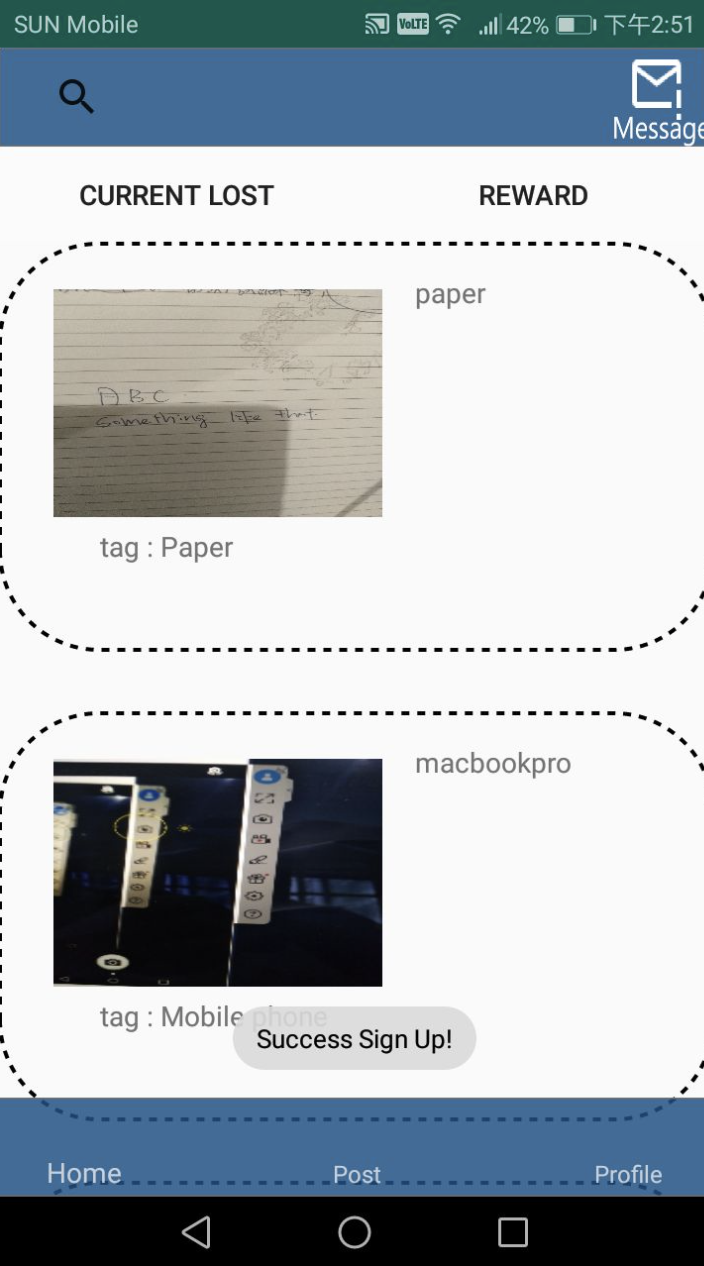 SUN Mobile VoLTE 42% 下午2:51
Message
CURRENT LOST REWARD
paper
ABC
something like that
tag : Paper
macbookpro
tag : Mobile phone
Success Sign Up!
Home Post Profile